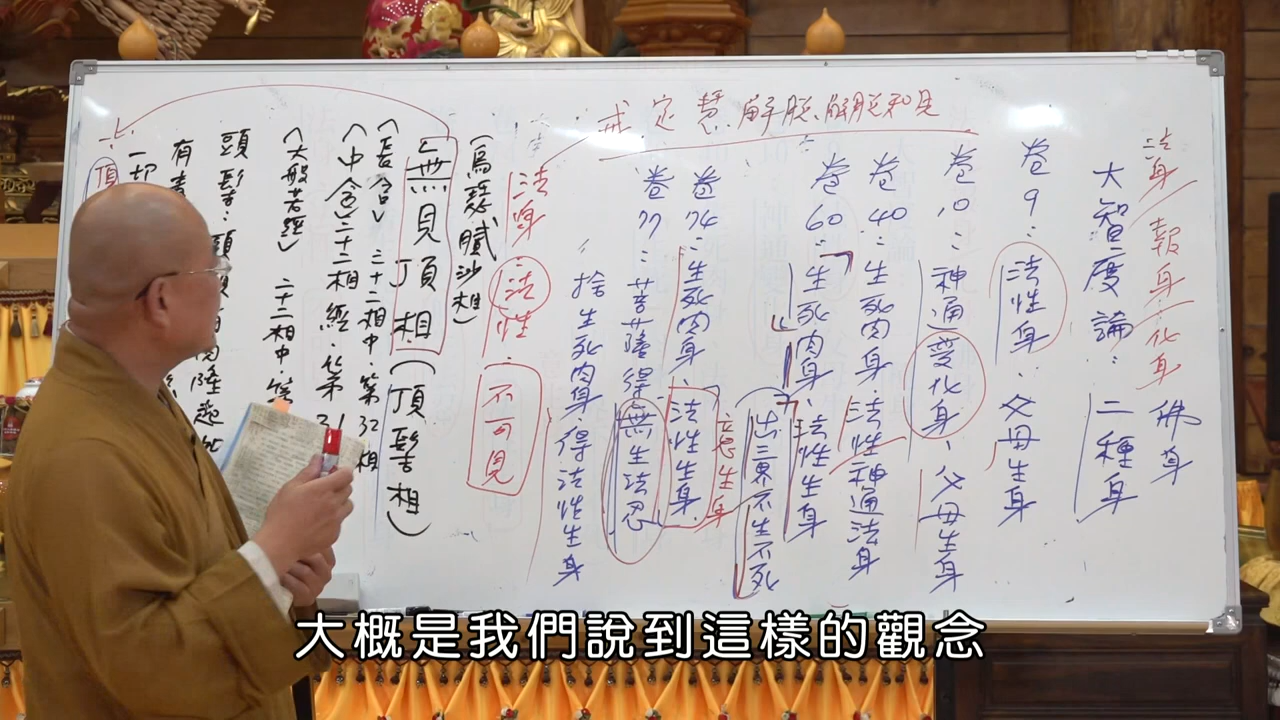 戒 定 慧 解脫 解脫知見
法身 報身 化身 佛身
大智度論：二種身
卷9：法性身、父母生身
卷10：神通變化身、父母生身
卷40：生死肉身、法性神通法身
卷60：生死肉身、法性生身
出三界不生不死
意生身
卷74：生死肉身、法性生身
卷77：菩薩得無生法忍
捨生死肉身、得法性生身
法身 法性 不可見
(烏瑟膩沙相)
無見頂相(頂髻相)
〈長含〉三十二相中第32相
〈中含〉三十二相經：第31
〈大般若經〉三十二相中
頭髻：頭頂
肉隆起
有
一切
頂
大概是我們說到這樣的觀念